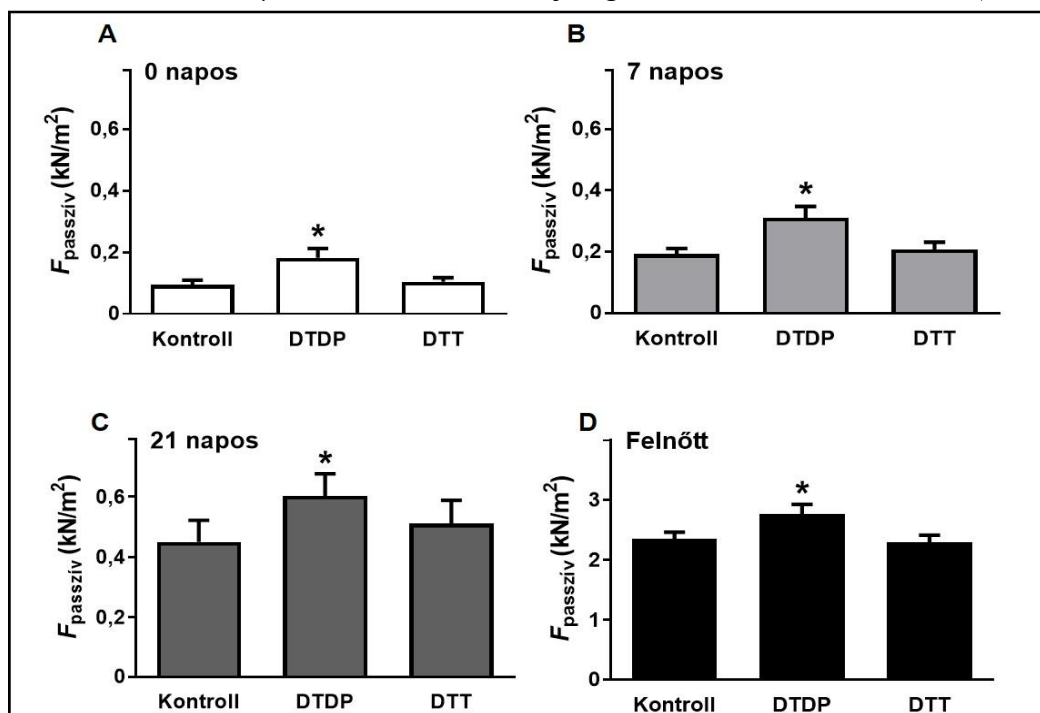 A
0 napos
F passzív (kN/m²)
0,6
0,4
0,2
0
Kontroll DTDP DTT
*
B
7 napos
F passzív (kN/m²)
0,6
0,4
0,2
0
Kontroll DTDP DTT
*
C
21 napos
F passzív (kN/m²)
0,6
0,4
0,2
0
Kontroll DTDP DTT
*
D
Felnőtt
F passzív (kN/m²)
3
2
1
0
Kontroll DTDP DTT
*